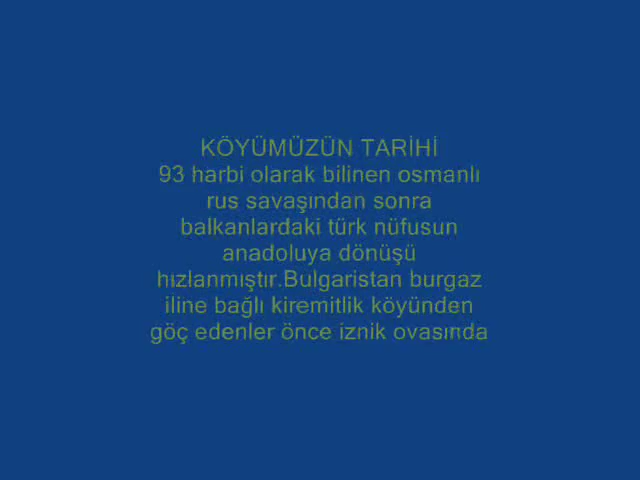 KÖYÜMÜZÜN TARİHİ
93 harbi olarak bilinen osmanlı
rus savaşından sonra
balkanlardaki türk nüfusun
anadoluya dönüşü
hızlanmıştır.Bulgaristan burgaz
iline bağlı kiremitlik köyünden
göç edenler önce iznik ovasında